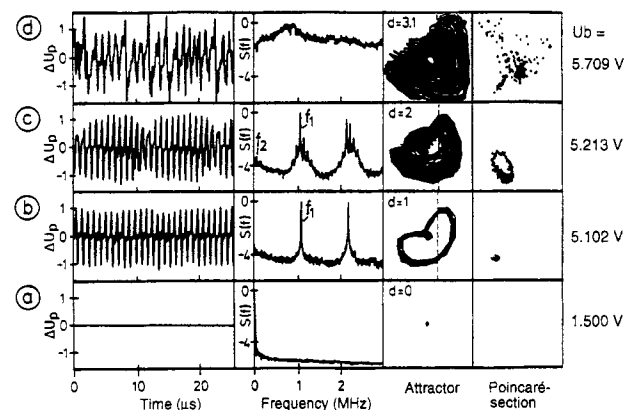 ⓓ 1 0 -1 ΔUp 0 -4 S(f) d=3.1 Ub = 5.709 V
ⓒ 1 0 -1 ΔUp 0 -4 S(f) f2 f1 d=2 5.213 V
ⓑ 1 0 -1 ΔUp 0 -4 S(f) f1 d=1 5.102 V
ⓐ 1 0 -1 ΔUp 0 -4 S(f) d=0 1.500 V
0 10 20 0 1 2
Time (μs) Frequency (MHz) Attractor Poincaré-
section